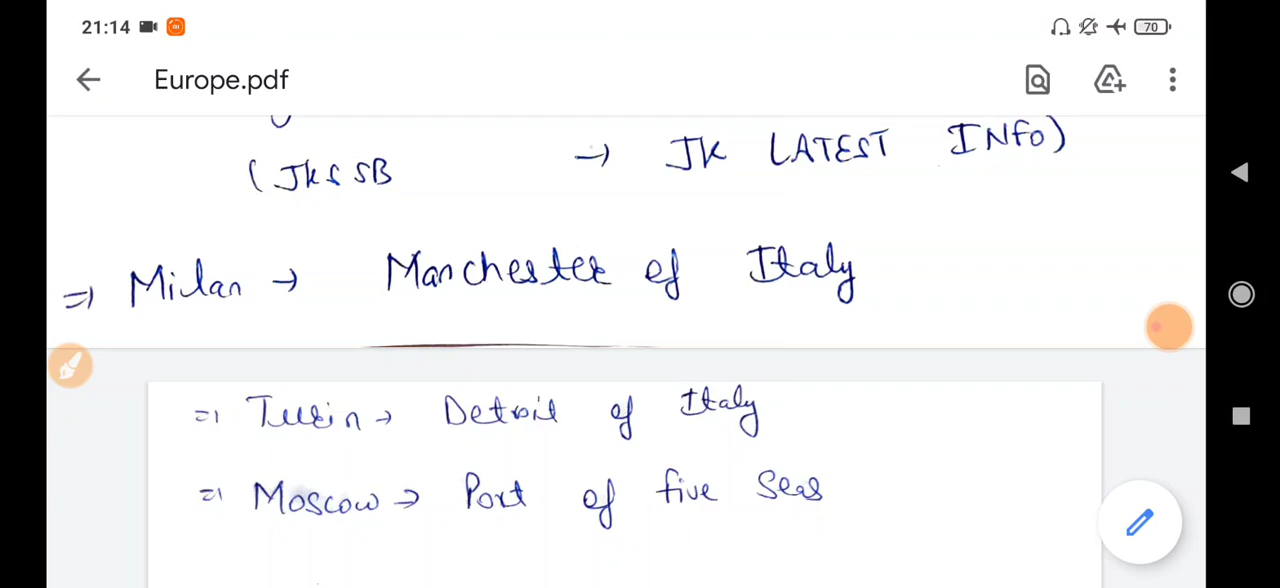 21:14 70
Europe.pdf
(JKSSB → JK LATEST INFO)
⇒ Milan → Manchester of Italy
⇒ Turin → Detroit of Italy
⇒ Moscow → Port of five Seas